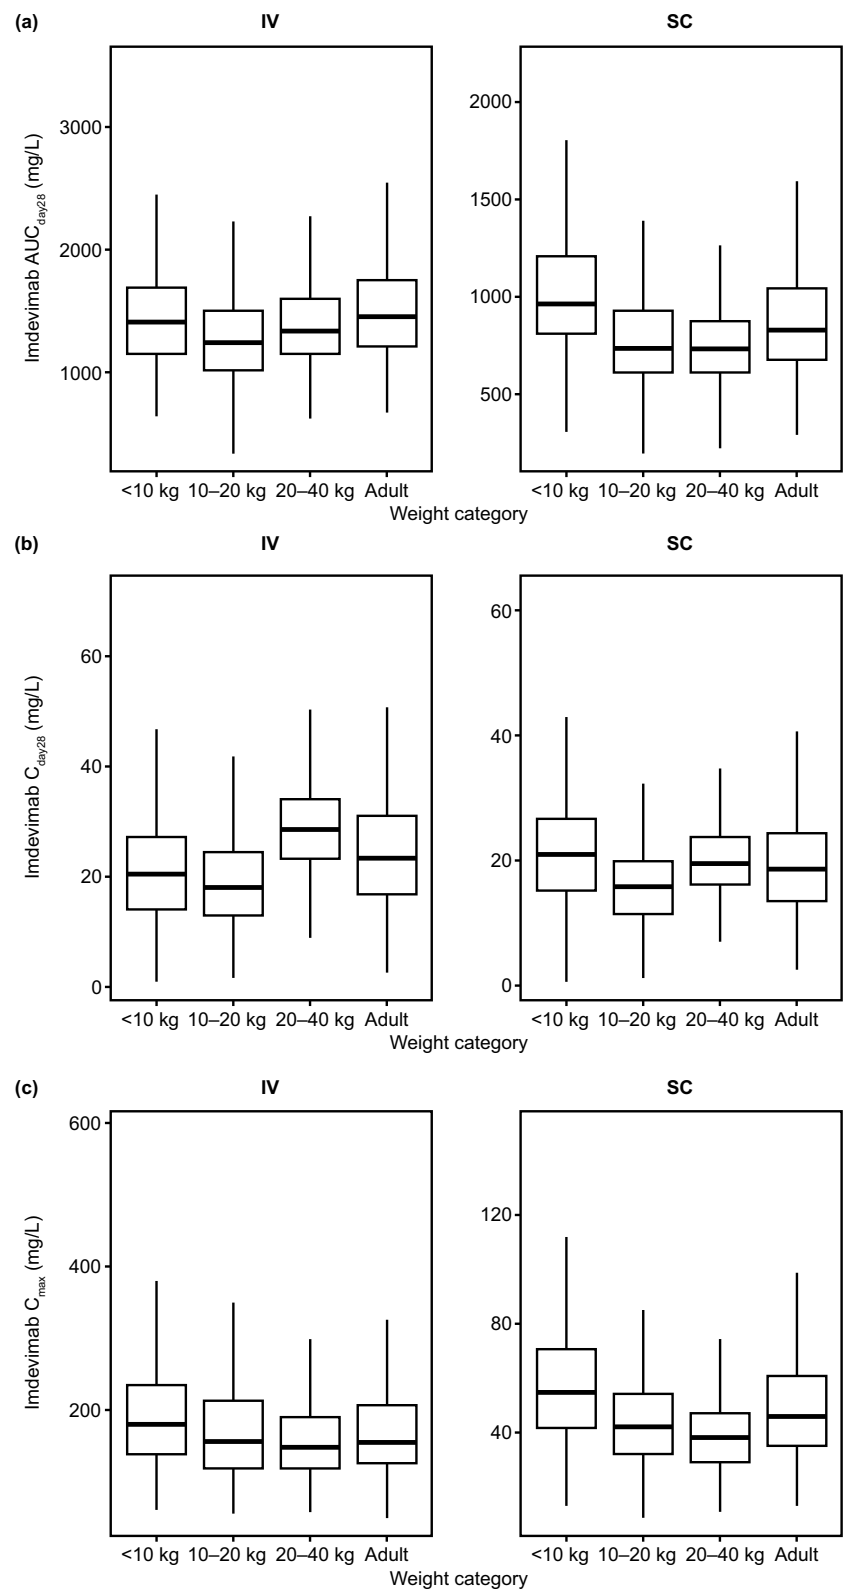 (a) IV SC
Imdevimab AUCday28 (mg/L)
3000
2000
1000
2000
1500
1000
500
<10 kg 10–20 kg 20–40 kg Adult <10 kg 10–20 kg 20–40 kg Adult
Weight category
(b) IV SC
Imdevimab Cday28 (mg/L)
60
40
20
0
60
40
20
0
<10 kg 10–20 kg 20–40 kg Adult <10 kg 10–20 kg 20–40 kg Adult
Weight category
(c) IV SC
Imdevimab Cmax (mg/L)
600
400
200
120
80
40
<10 kg 10–20 kg 20–40 kg Adult <10 kg 10–20 kg 20–40 kg Adult
Weight category